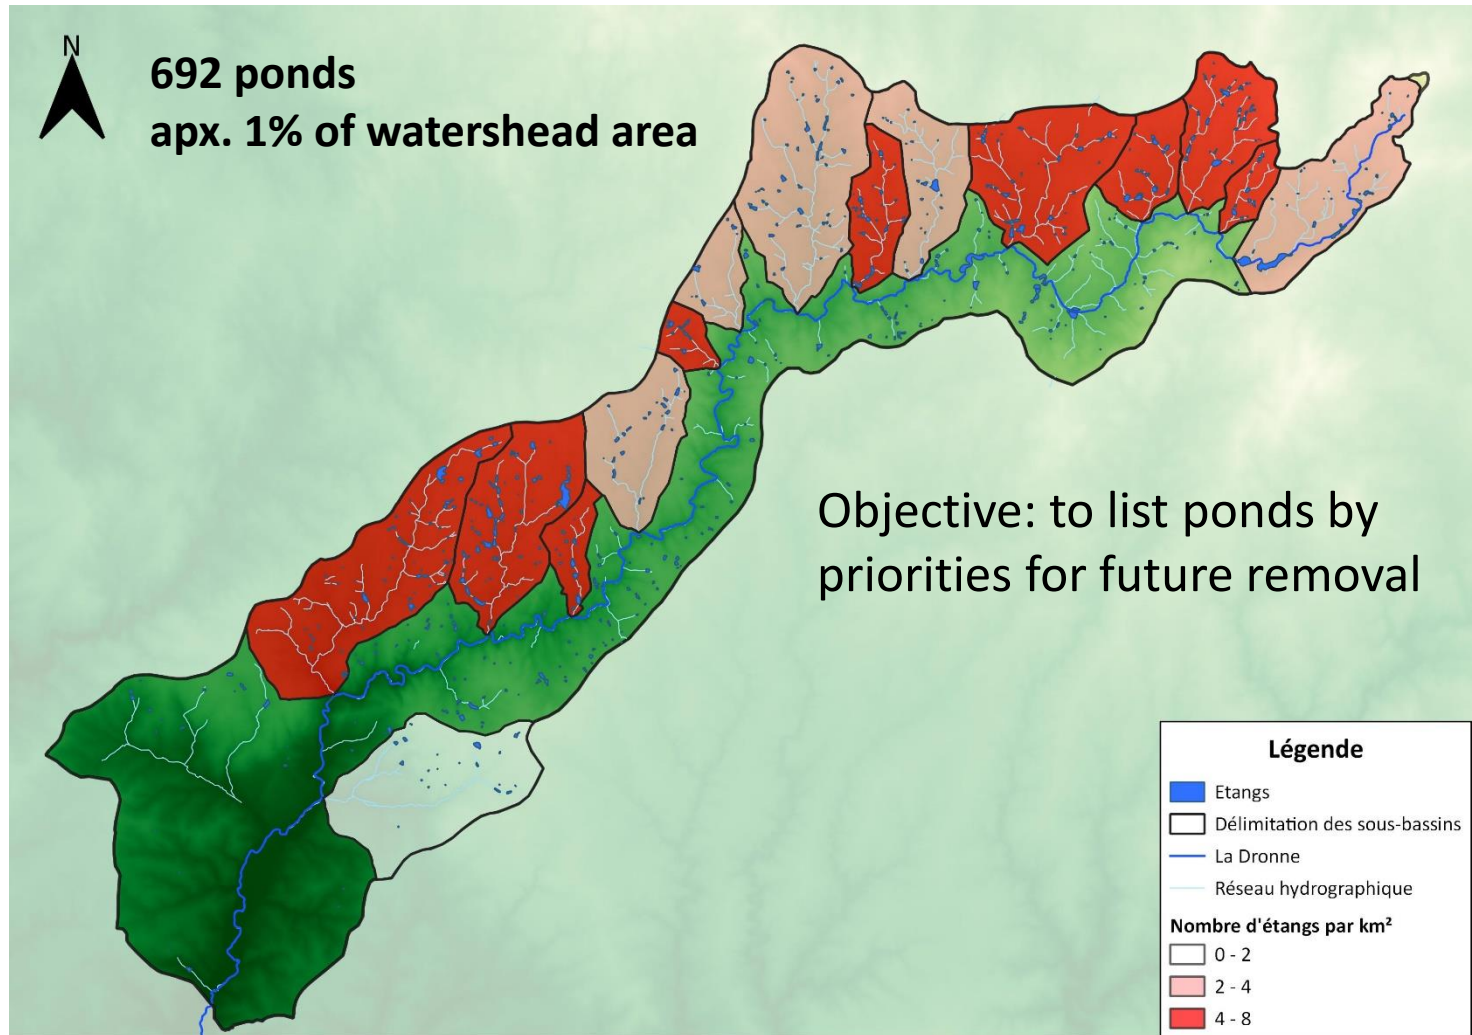 N
692 ponds
apx. 1% of watershead area
Objective: to list ponds by
priorities for future removal
Légende
Etangs
Délimitation des sous-bassins
La Dronne
Réseau hydrographique
Nombre d'étangs par km²
0 - 2
2 - 4
4 - 8